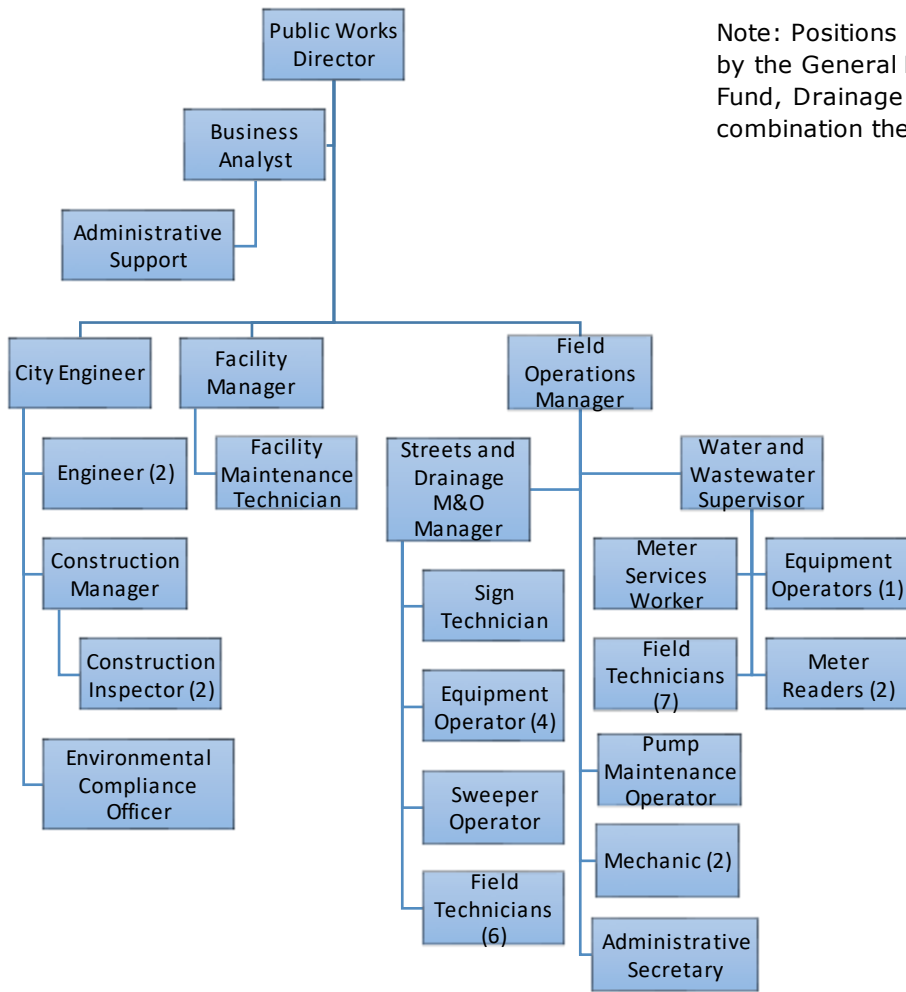 Public Works
Director
Note: Positions
by the General
Fund, Drainage
combination the
Business
Analyst
Administrative
Support
City Engineer
Facility
Manager
Field
Operations
Manager
Engineer (2)
Facility
Maintenance
Technician
Streets and
Drainage
M&O
Manager
Water and
Wastewater
Supervisor
Construction
Manager
Sign
Technician
Meter
Services
Worker
Equipment
Operators (1)
Construction
Inspector (2)
Equipment
Operator (4)
Field
Technicians
(7)
Meter
Readers (2)
Environmental
Compliance
Officer
Sweeper
Operator
Pump
Maintenance
Operator
Field
Technicians
(6)
Mechanic (2)
Administrative
Secretary